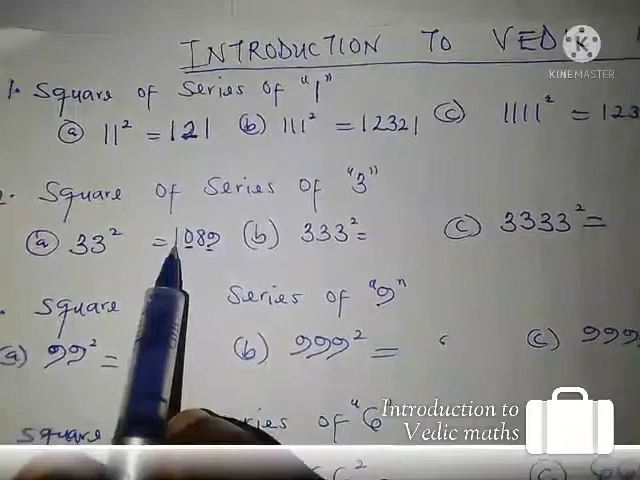 INTRODUCTION TO VED
KINEMASTER
1. Square of Series of "1"
(a) 11² = 121 (b) 111² = 12321 (c) 1111² = 123
Square of Series of "3"
(a) 33² = 1089 (b) 333² = (c) 3333² =
Square Series of "9"
(a) 99² = (b) 999² = (c) 999
Square of "6"
Introduction to
Vedic maths